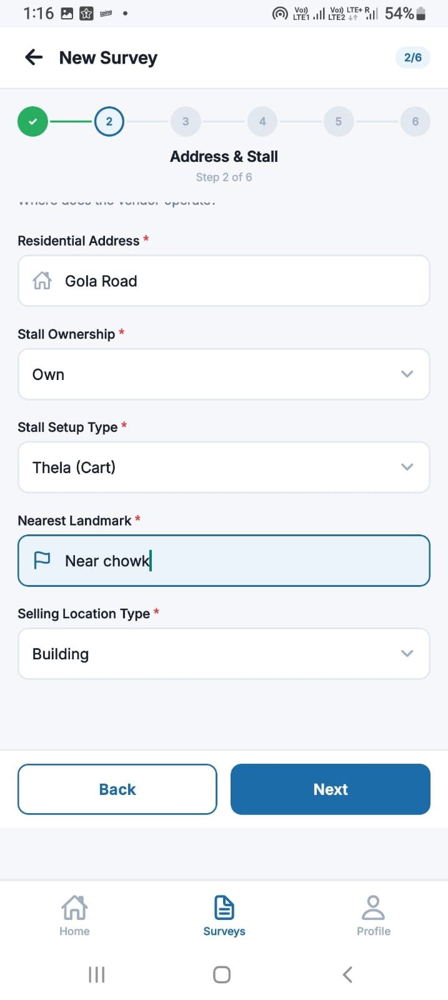 1:16
54%
New Survey
2/6
2
3
4
5
6
Address & Stall
Step 2 of 6
Where does the vendor operate?
Residential Address *
Gola Road
Stall Ownership *
Own
Stall Setup Type *
Thela (Cart)
Nearest Landmark *
Near chowk
Selling Location Type *
Building
Back
Next
Home
Surveys
Profile